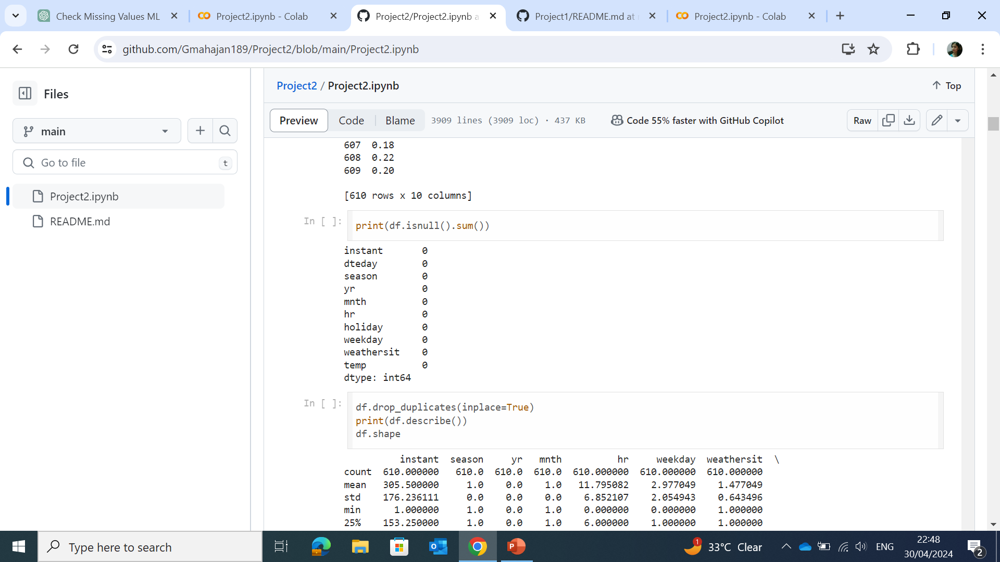 Check Missing Values ML
Project2.ipynb - Colab
Project2/Project2.ipynb a
Project1/README.md at
Project2.ipynb - Colab
github.com/Gmahajan189/Project2/blob/main/Project2.ipynb
Files
main
Go to file
t
Project2.ipynb
README.md
Project2 / Project2.ipynb
Top
Preview
Code
Blame
3909 lines (3909 loc) · 437 KB
Code 55% faster with GitHub Copilot
Raw
607  0.18
608  0.22
609  0.20
[610 rows x 10 columns]
In [ ]:
print(df.isnull().sum())
instant       0
dteday        0
season        0
yr            0
mnth          0
hr            0
holiday       0
weekday       0
weathersit    0
temp          0
dtype: int64
In [ ]:
df.drop_duplicates(inplace=True)
print(df.describe())
df.shape
          instant  season     yr   mnth          hr     weekday  weathersit  \
count  610.000000   610.0  610.0  610.0  610.000000  610.000000  610.000000
mean   305.500000     1.0    0.0    1.0   11.795082    2.977049    1.477049
std    176.236111     0.0    0.0    0.0    6.852107    2.054943    0.643496
min      1.000000     1.0    0.0    1.0    0.000000    0.000000    1.000000
25%    153.250000     1.0    0.0    1.0    6.000000    1.000000    1.000000
Type here to search
1
33°C Clear
ENG
22:48
30/04/2024
2